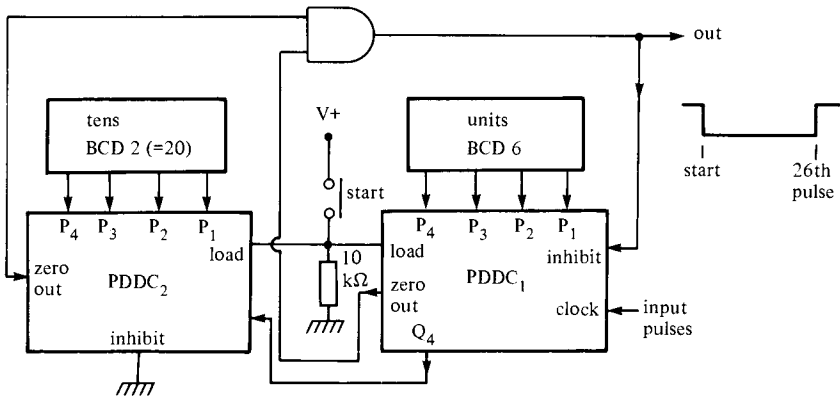 out
tens
BCD 2 (=20)
V+
units
BCD 6
start
start
26th
pulse
P4 P3 P2 P1
load
zero
out
PDDC2
inhibit
10
kΩ
P4 P3 P2 P1
load
inhibit
zero
out
PDDC1
clock
input
pulses
Q4